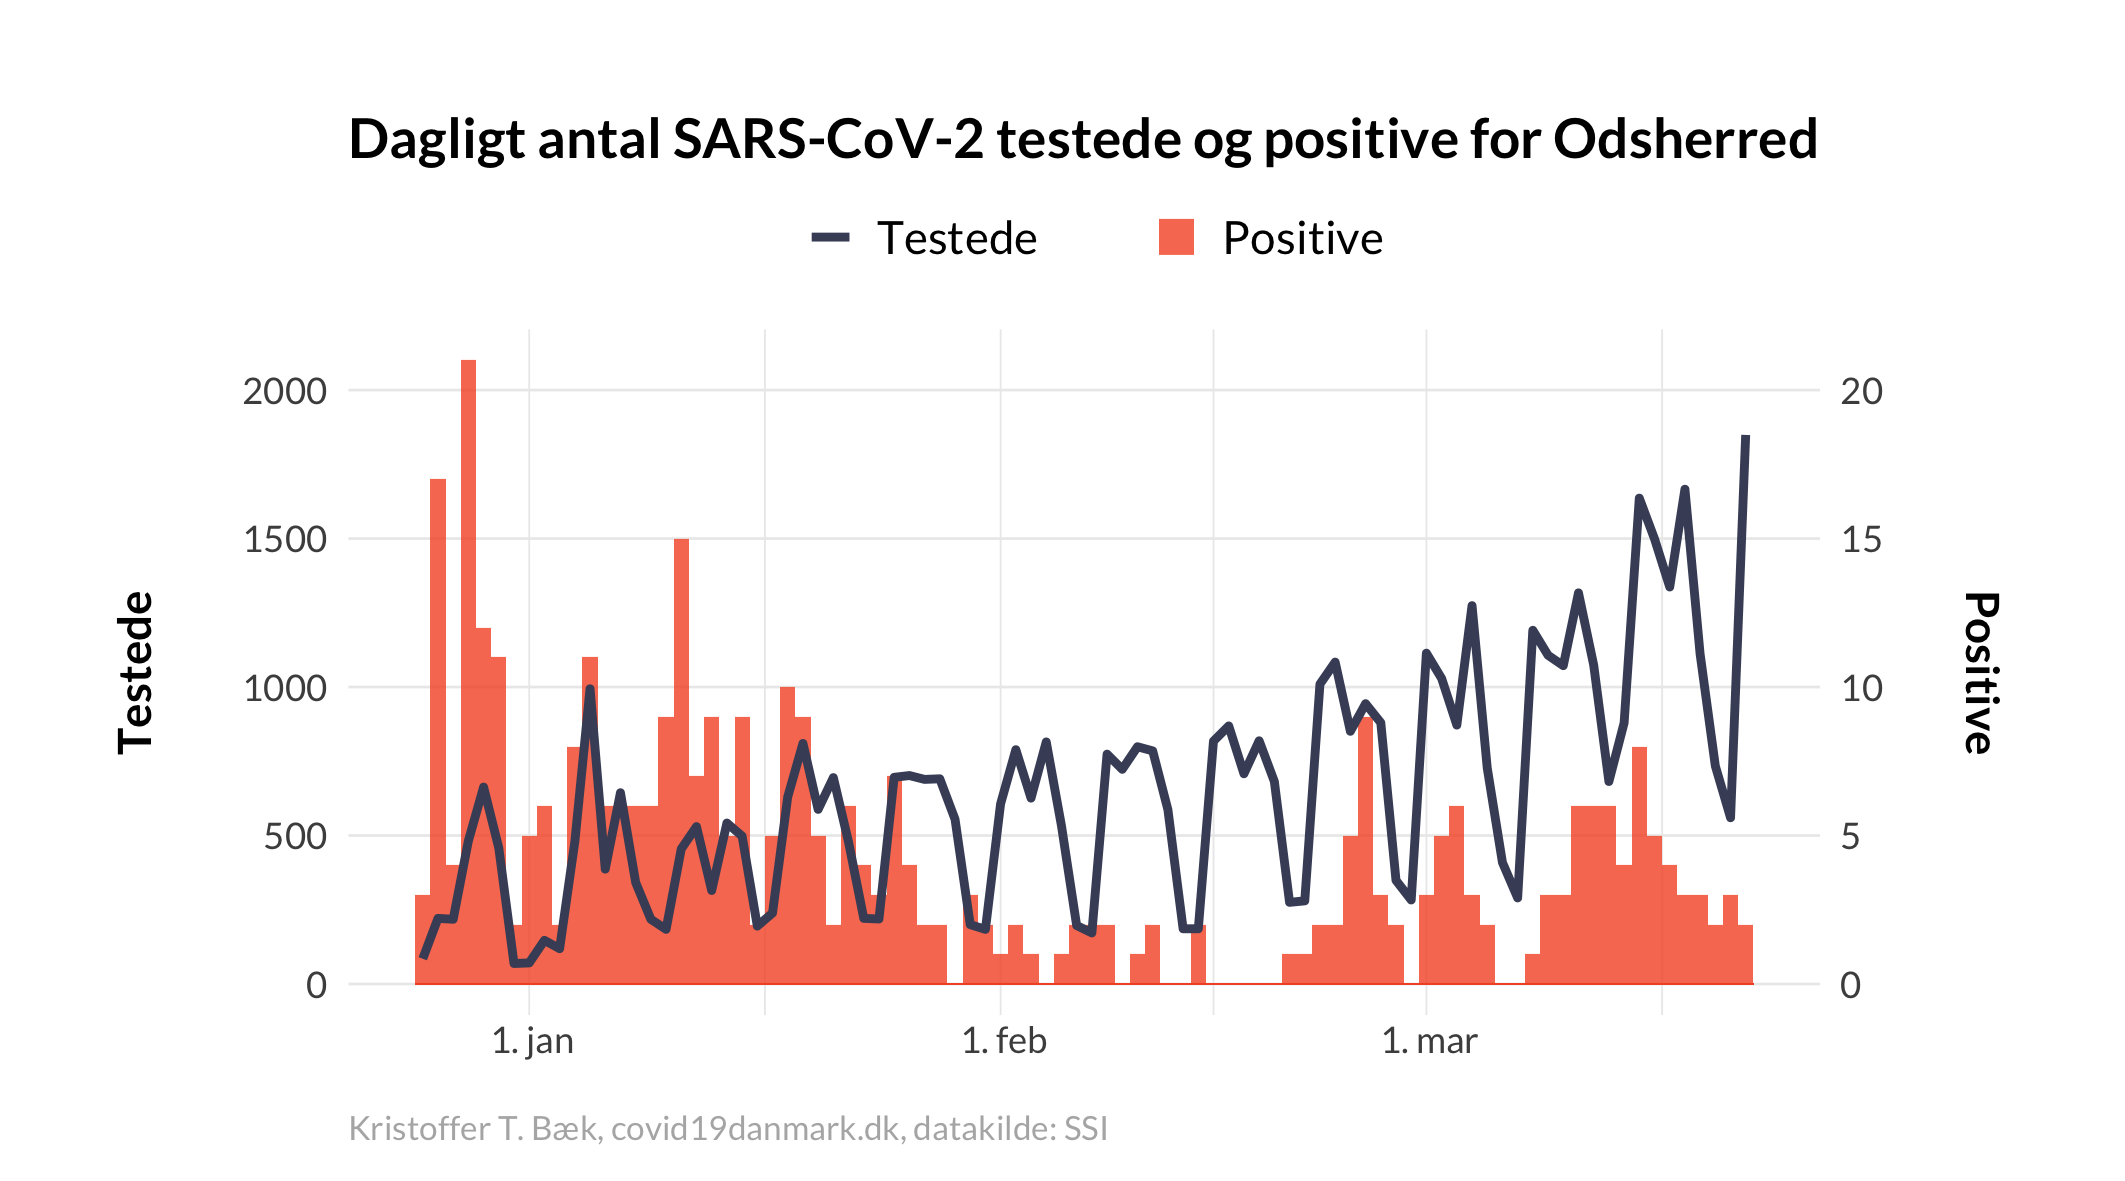 Dagligt antal SARS-CoV-2 testede og positive for Odsherred
Testede
Positive
Testede
2000
1500
1000
500
0
20
15
10
5
0
Positive
1. jan
1. feb
1. mar
Kristoffer T. Bæk, covid19danmark.dk, datakilde: SSI